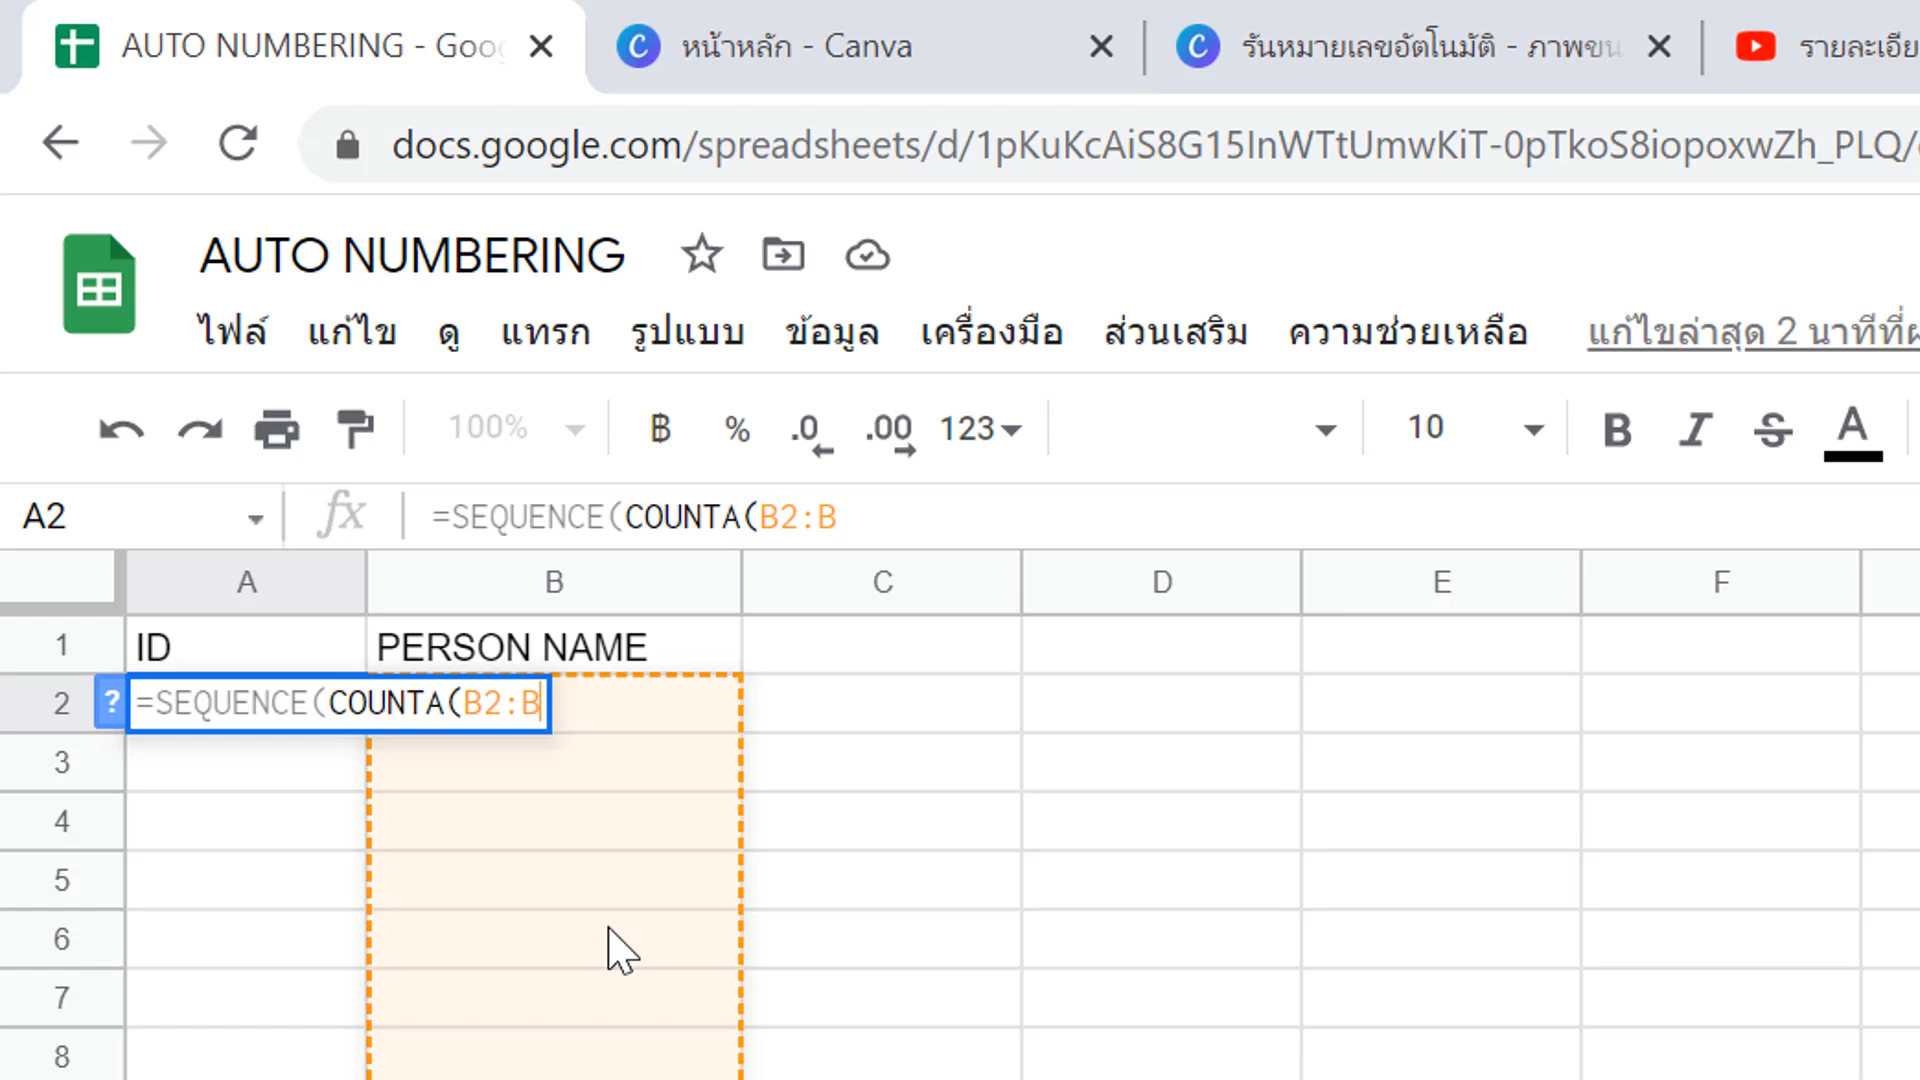 AUTO NUMBERING - Goo
หน้าหลัก - Canva
รันหมายเลขอัตโนมัติ - ภาพขน
รายละเอีย
docs.google.com/spreadsheets/d/1pKuKcAiS8G15InWTtUmwKiT-0pTkoS8iopoxwZh_PLQ/
AUTO NUMBERING
ไฟล์ แก้ไข ดู แทรก รูปแบบ ข้อมูล เครื่องมือ ส่วนเสริม ความช่วยเหลือ แก้ไขล่าสุด 2 นาทีที่ผ
100% ฿ % .0 .00 123 10 B I S A
A2 fx =SEQUENCE(COUNTA(B2:B
A B C D E F
1 ID PERSON NAME
2 ? =SEQUENCE(COUNTA(B2:B
3
4
5
6
7
8